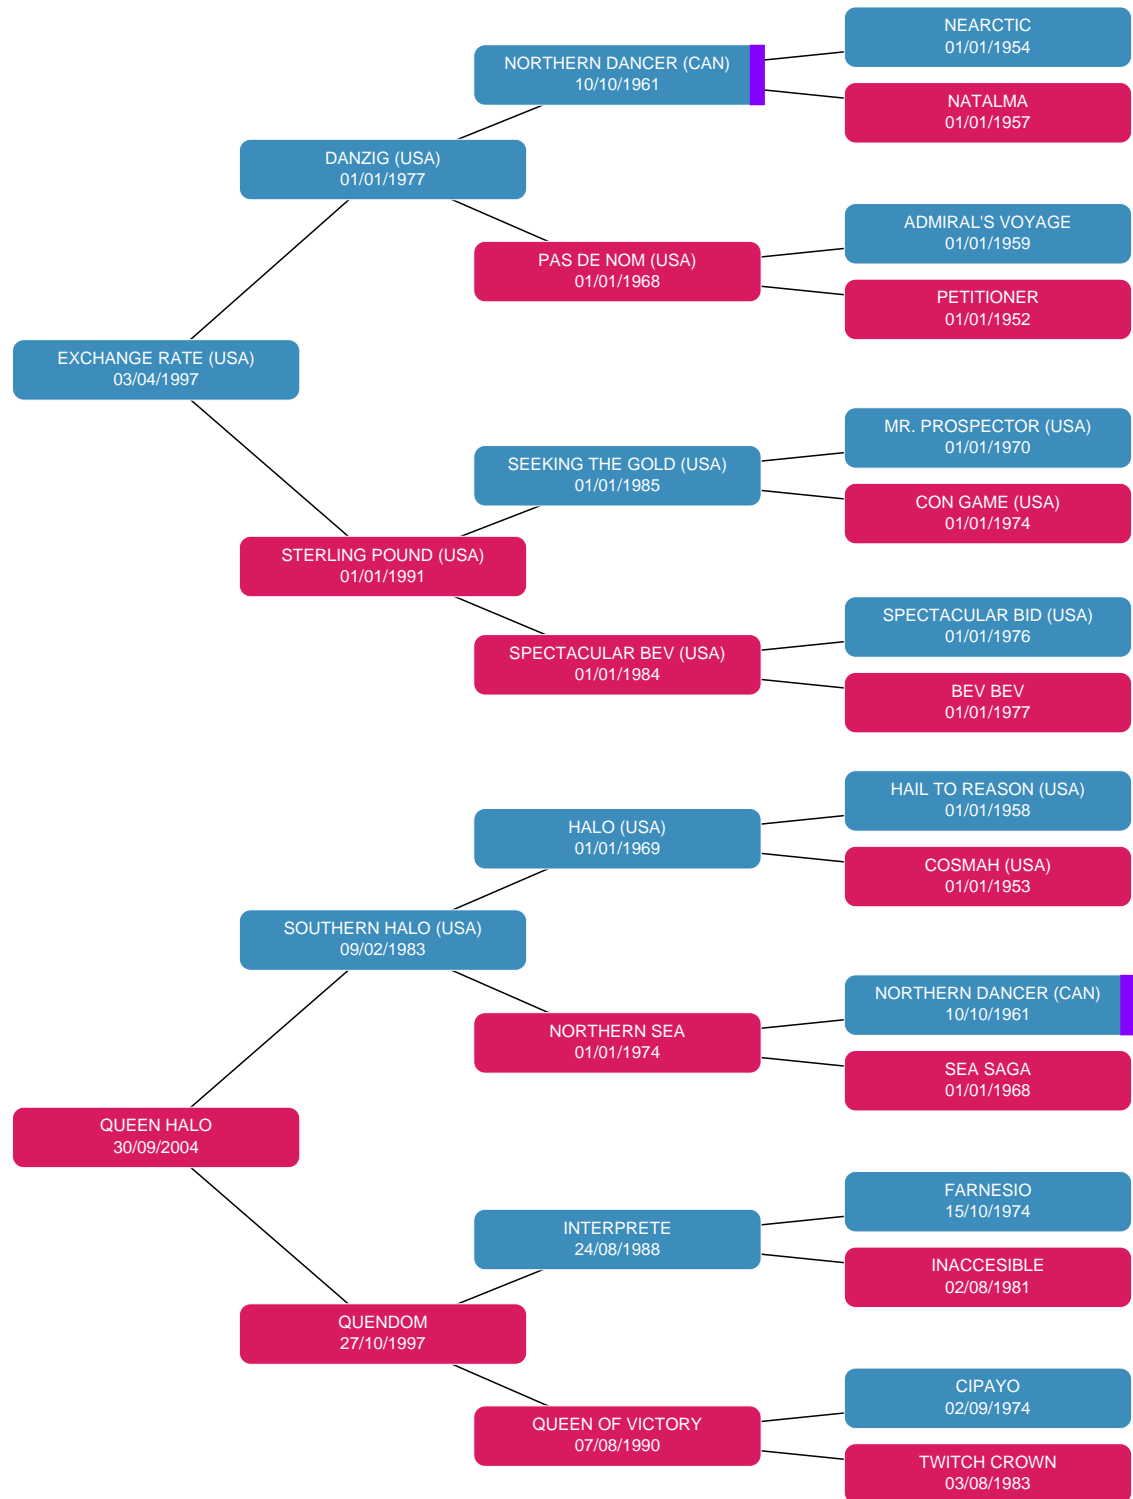 NEARCTIC
01/01/1954
NORTHERN DANCER (CAN)
10/10/1961
NATALMA
01/01/1957
DANZIG (USA)
01/01/1977
ADMIRAL'S VOYAGE
01/01/1959
PAS DE NOM (USA)
01/01/1968
PETITIONER
01/01/1952
EXCHANGE RATE (USA)
03/04/1997
MR. PROSPECTOR (USA)
01/01/1970
SEEKING THE GOLD (USA)
01/01/1985
CON GAME (USA)
01/01/1974
STERLING POUND (USA)
01/01/1991
SPECTACULAR BID (USA)
01/01/1976
SPECTACULAR BEV (USA)
01/01/1984
BEV BEV
01/01/1977
HAIL TO REASON (USA)
01/01/1958
HALO (USA)
01/01/1969
COSMAH (USA)
01/01/1953
SOUTHERN HALO (USA)
09/02/1983
NORTHERN DANCER (CAN)
10/10/1961
NORTHERN SEA
01/01/1974
SEA SAGA
01/01/1968
QUEEN HALO
30/09/2004
FARNESIO
15/10/1974
INTERPRETE
24/08/1988
INACCESIBLE
02/08/1981
QUENDOM
27/10/1997
CIPAYO
02/09/1974
QUEEN OF VICTORY
07/08/1990
TWITCH CROWN
03/08/1983